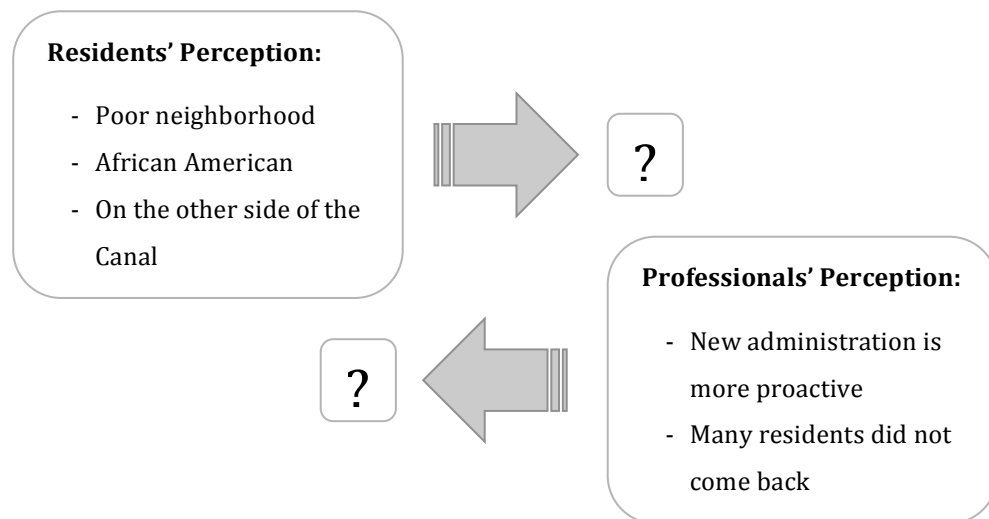 Residents’ Perception:
- Poor neighborhood
- African American
- On the other side of the
Canal
?
Professionals’ Perception:
- New administration is
more proactive
- Many residents did not
come back
?